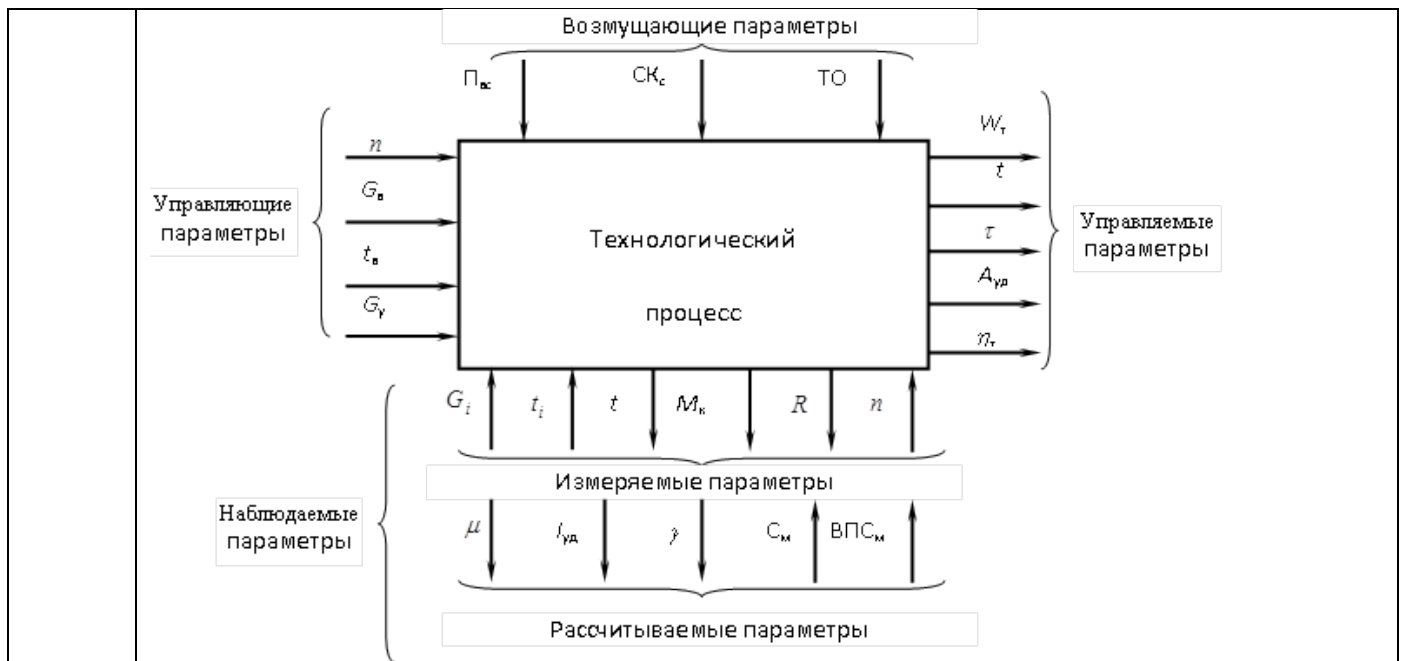 Возмущающие параметры
Пвс
СКс
ТО
Управляющие
параметры
n
Gв
tв
Gу
Технологический
процесс
Wт
t
τ
Aуд
ηт
Управляемые
параметры
Gi
ti
t
Mк
R
n
Измеряемые параметры
Наблюдаемые
параметры
μ
Iуд
См
ВПСм
Рассчитываемые параметры